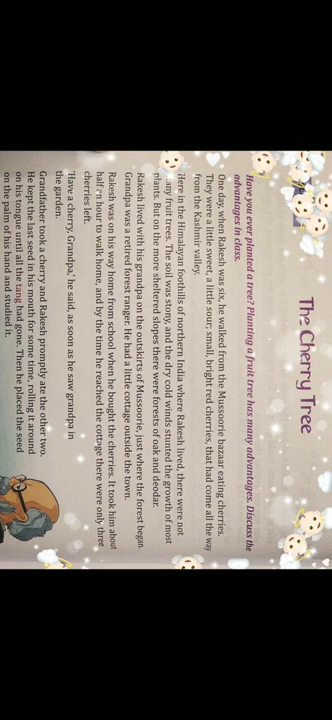 The Cherry Tree
Have you ever planted a tree? Planting a fruit tree has many advantages. Discuss the
advantages in class.
One day, when Rakesh was six, he walked from the Mussoorie bazaar eating cherries.
They were a little sweet, a little sour; small, bright red cherries, that had come all the way
from the Kashmir valley.
Here in the Himalayan foothills of northern India where Rakesh lived, there were not
any fruit trees. The soil was stony, and the dry cold winds stunted the growth of most
plants. But on the more sheltered slopes there were forests of oak and deodar.
Rakesh lived with his grandpa on the outskirts of Mussoorie, just where the forest began.
Grandpa was a retired forest ranger. He had a little cottage outside the town.
Rakesh was on his way home from school when he bought the cherries. It took him about
half an hour to walk home, and by the time he reached the cottage there were only three
cherries left.
'Have a cherry, Grandpa,' he said, as soon as he saw grandpa in
the garden.
Grandfather took a cherry and Rakesh promptly ate the other two.
He kept the last seed in his mouth for some time, rolling it around
on his tongue until all the tang had gone. Then he placed the seed
on the palm of his hand and studied it.